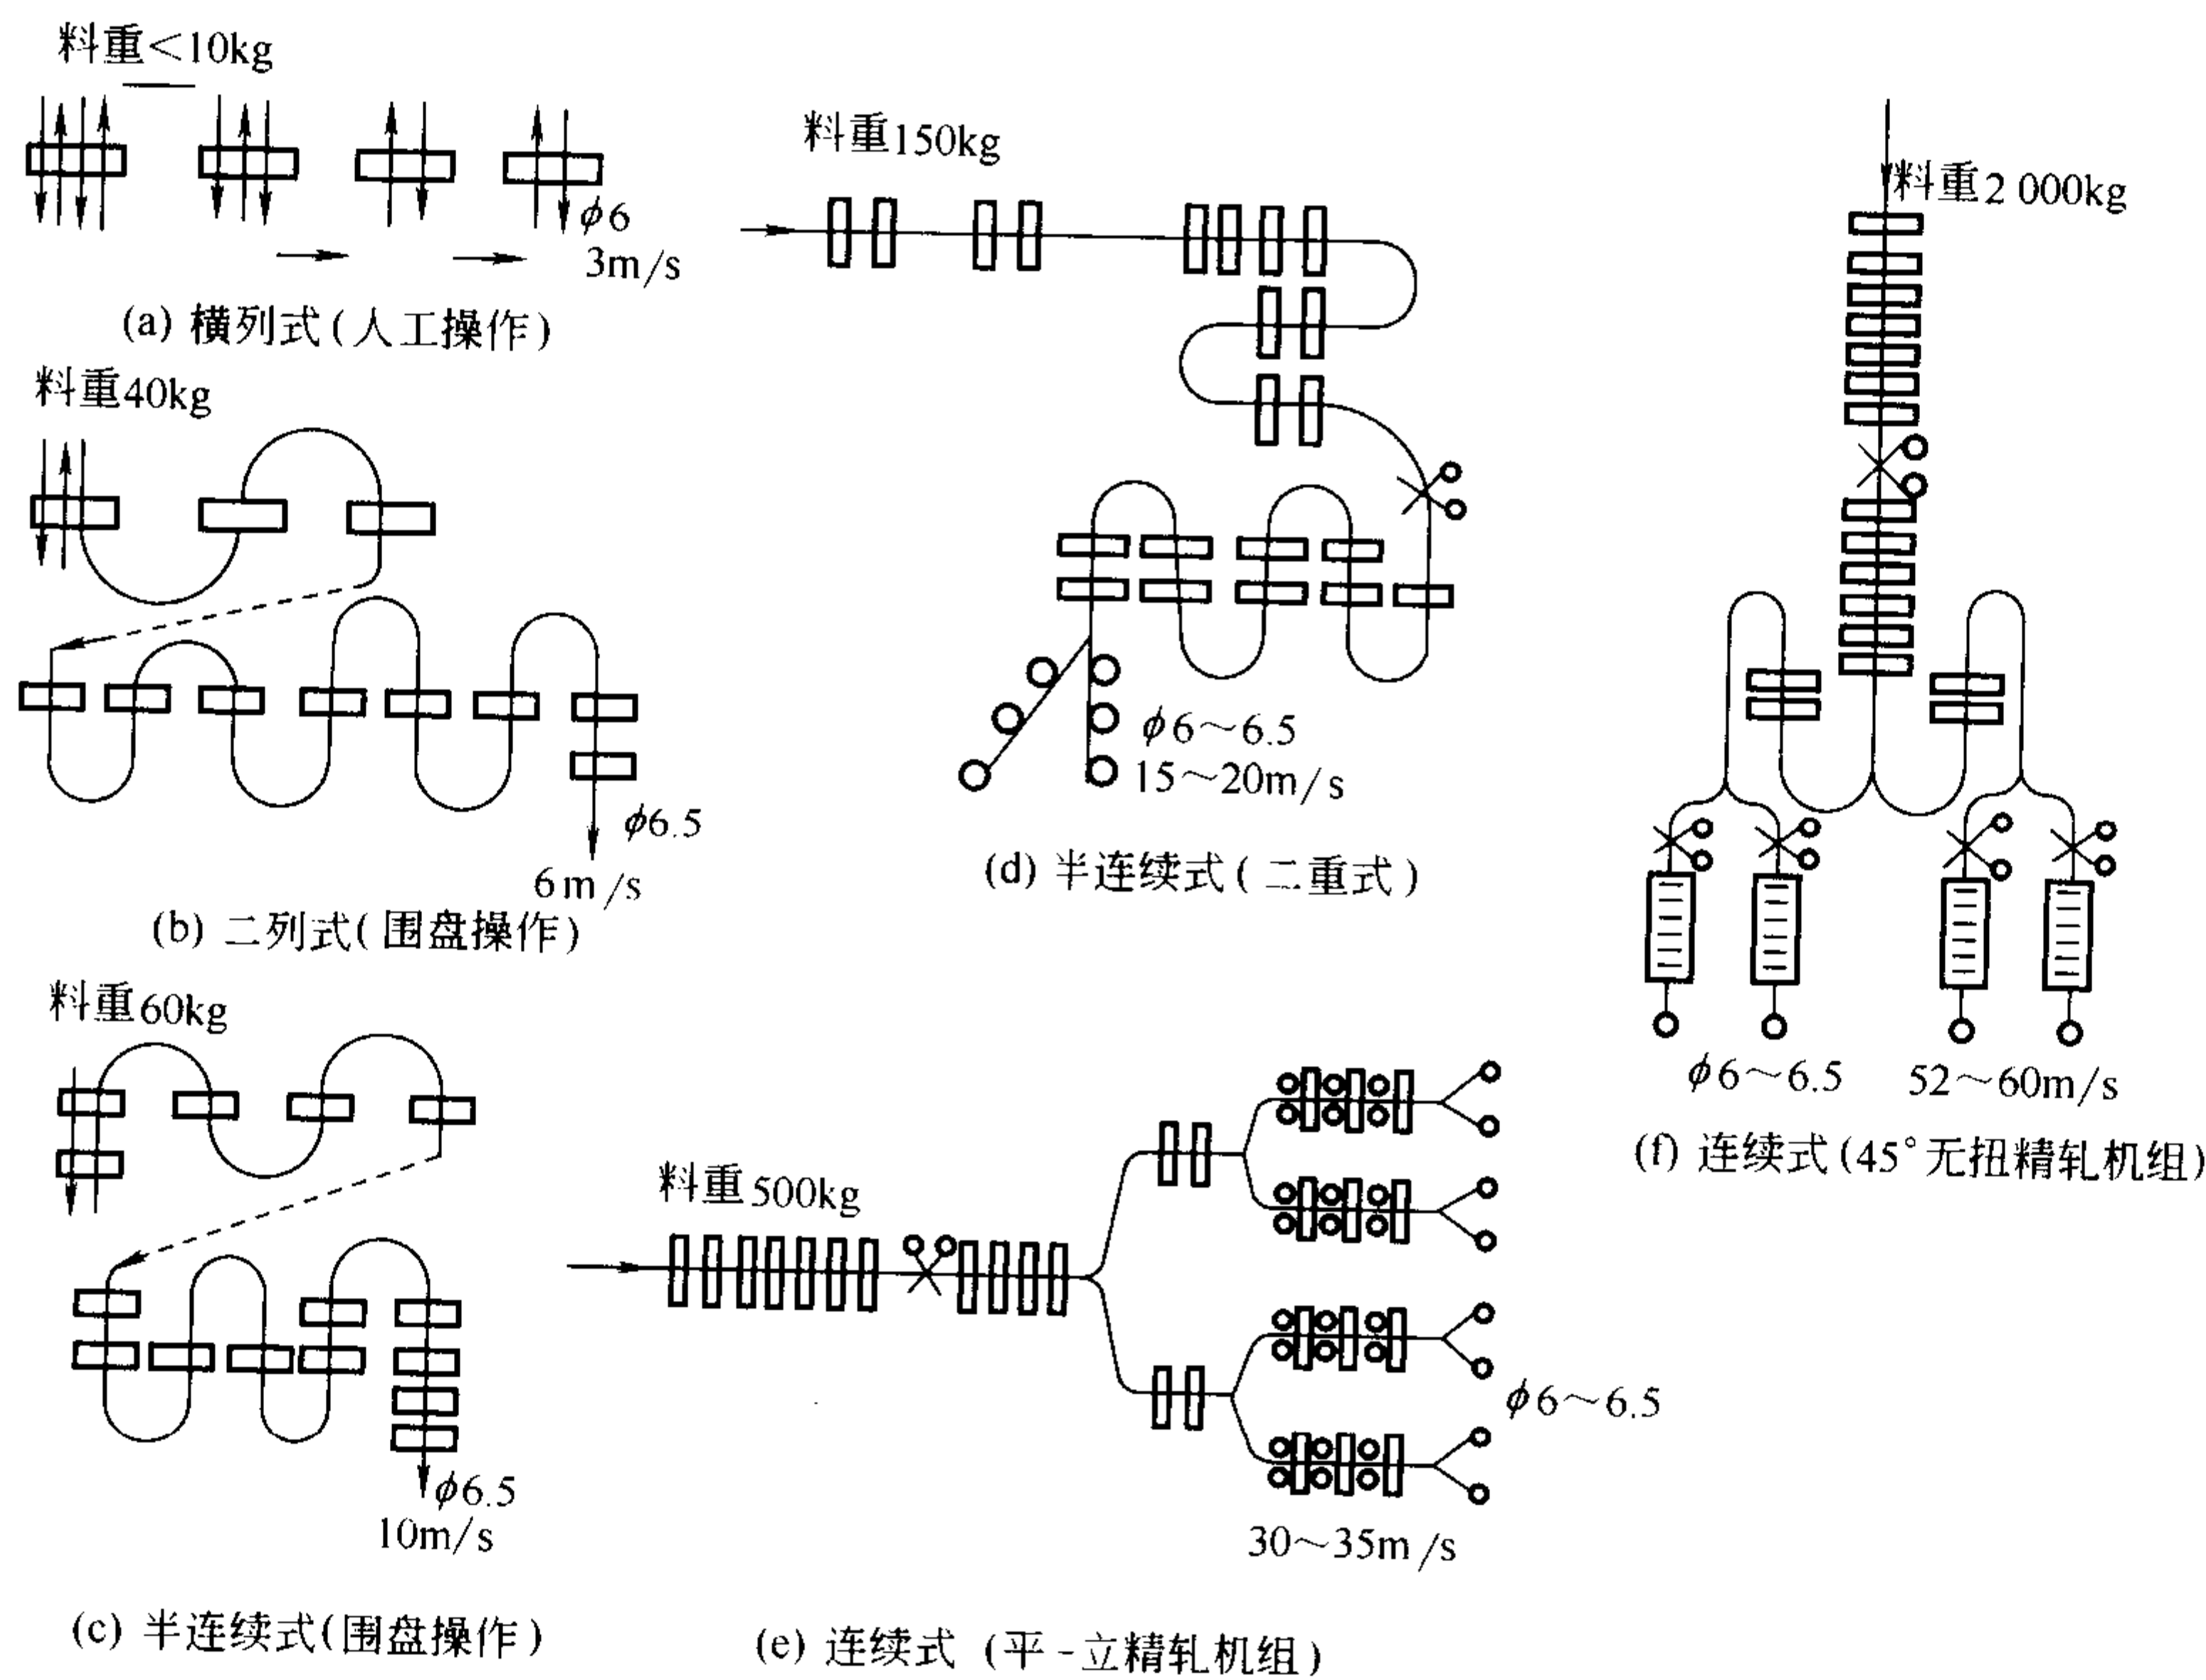 料重<10kg
φ6
3m/s
(a) 横列式(人工操作)
料重40kg
φ6.5
6m/s
(b) 二列式(围盘操作)
料重60kg
φ6.5
10m/s
(c) 半连续式(围盘操作)
料重150kg
φ6~6.5
15~20m/s
(d) 半连续式(二重式)
料重500kg
φ6~6.5
30~35m/s
(e) 连续式 (平-立精轧机组)
料重2 000kg
φ6~6.5 52~60m/s
(f) 连续式(45°无扭精轧机组)